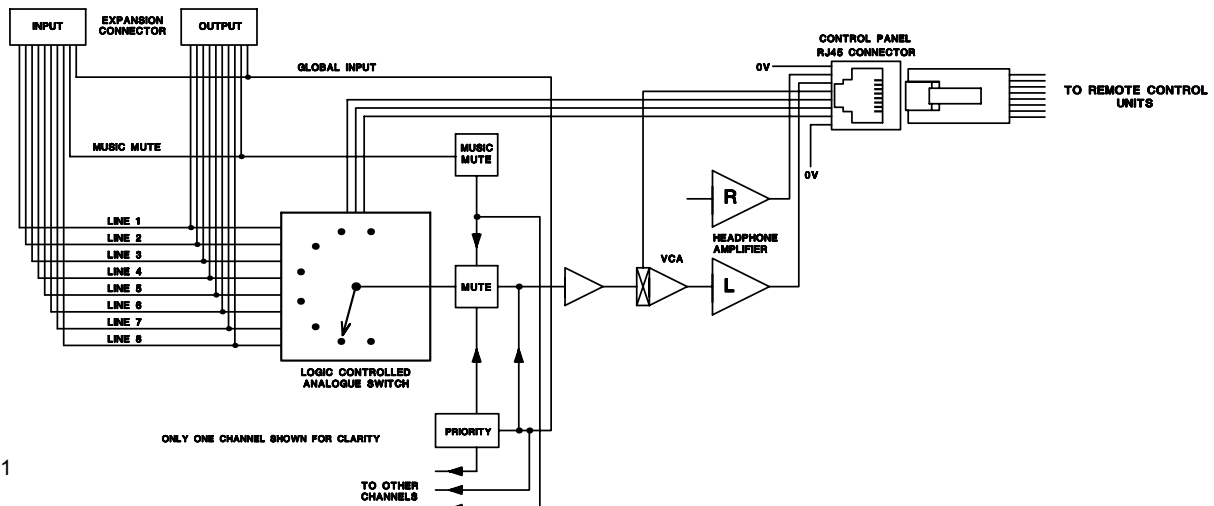 INPUT
EXPANSION
CONNECTOR
OUTPUT
GLOBAL INPUT
CONTROL PANEL
RJ45 CONNECTOR
0V
TO REMOTE CONTROL
UNITS
MUSIC MUTE
MUSIC
MUTE
0V
R
LINE 1
LINE 2
LINE 3
LINE 4
LINE 5
LINE 6
LINE 7
LINE 8
HEADPHONE
AMPLIFIER
VCA
MUTE
L
LOGIC CONTROLLED
ANALOGUE SWITCH
ONLY ONE CHANNEL SHOWN FOR CLARITY
PRIORITY
1
TO OTHER
CHANNELS